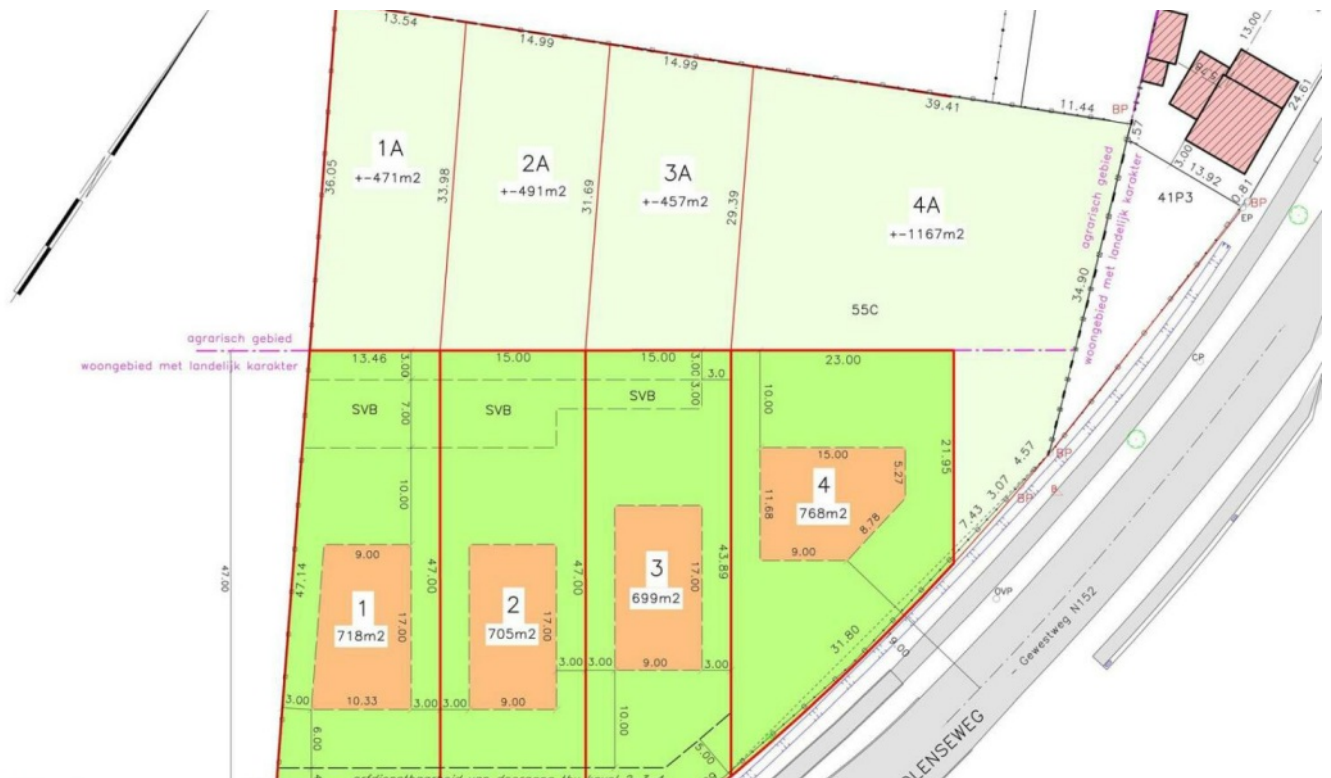 13.54
14.99
14.99
39.41
11.44
BP
13.00
24.61
3.00
13.92
0.81
BP
EP
41P3
1A
+-471m2
2A
+-491m2
3A
+-457m2
4A
+-1167m2
36.05
33.98
31.69
29.39
34.90
agrarisch gebied
woongebied met landelijk karakter
55C
agrarisch gebied
woongebied met landelijk karakter
13.46
3.00
15.00
15.00
3.00
3.0
23.00
CP
SVB
SVB
SVB
7.00
3.00
10.00
21.95
15.00
5.27
11.68
4
768m2
8.78
9.00
7.43
3.07
4.57
BP
BP
10.00
47.00
47.14
9.00
1
718m2
17.00
10.33
47.00
2
705m2
17.00
9.00
47.00
3
699m2
17.00
9.00
43.89
3.00
3.00
3.00
3.00
3.00
3.00
10.00
5.00
31.80
9.00
OVP
Gewestweg N152
OLENSEWEG